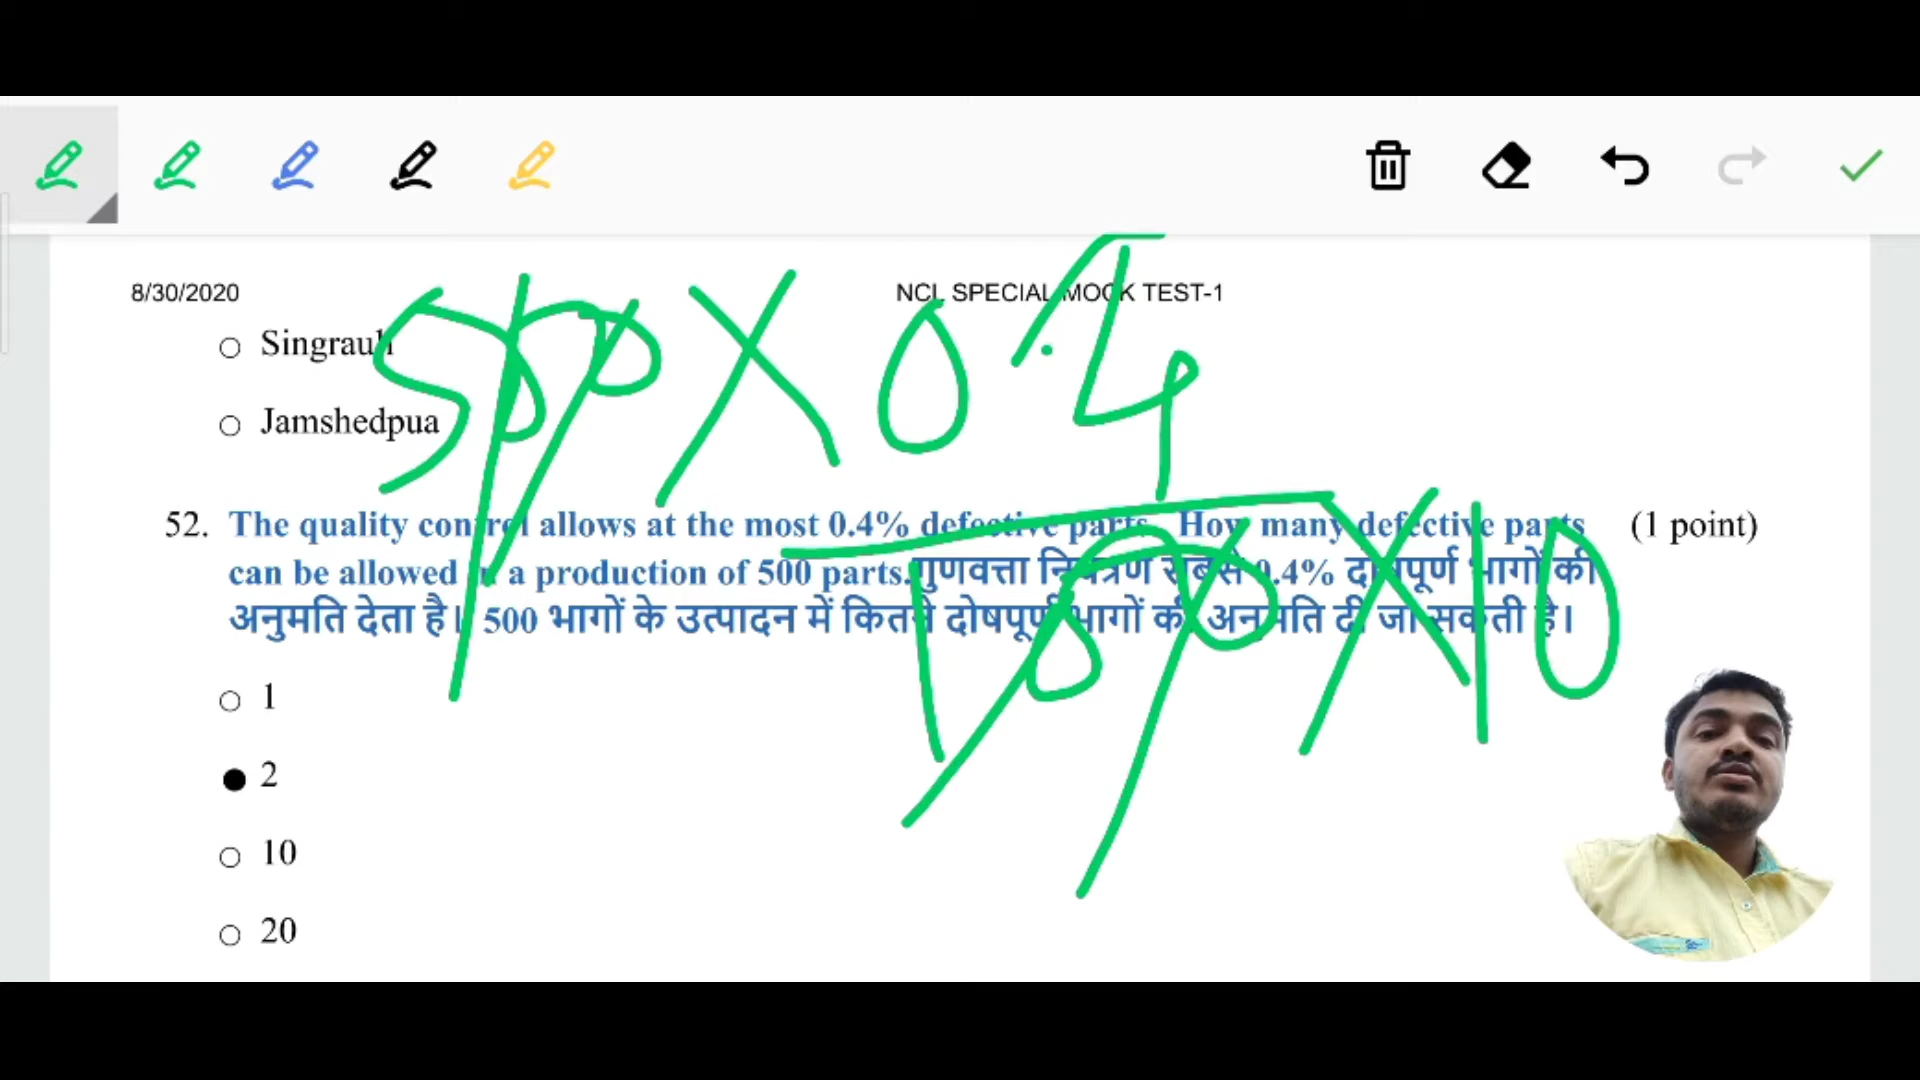 8/30/2020 NCL SPECIAL MOCK TEST-1
Singrauli
Jamshedpua
500 X 0.4
100 X 10
52. The quality control allows at the most 0.4% defective parts. How many defective parts (1 point)
can be allowed in a production of 500 parts.गुणवत्ता नियंत्रण सबसे 0.4% दोषपूर्ण भागों की
अनुमति देता है। 500 भागों के उत्पादन में कितने दोषपूर्ण भागों की अनुमति दी जा सकती है।
1
2
10
20